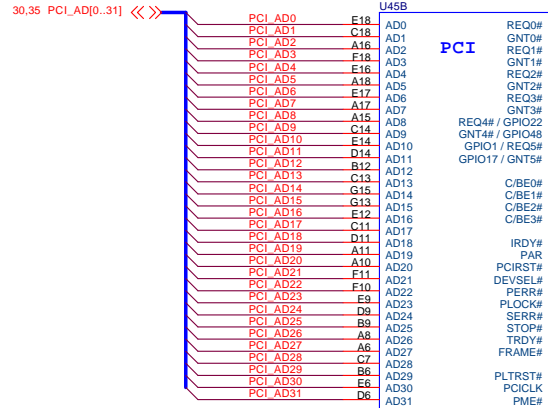 U45B
30,35 PCI_AD[0..31]
PCI
PCI_AD0 E18 AD0 REQ0#
PCI_AD1 C18 AD1 GNT0#
PCI_AD2 A16 AD2 REQ1#
PCI_AD3 F18 AD3 GNT1#
PCI_AD4 E16 AD4 REQ2#
PCI_AD5 A18 AD5 GNT2#
PCI_AD6 E17 AD6 REQ3#
PCI_AD7 A17 AD7 GNT3#
PCI_AD8 A15 AD8 REQ4# / GPIO22
PCI_AD9 C14 AD9 GNT4# / GPIO48
PCI_AD10 E14 AD10 GPIO1 / REQ5#
PCI_AD11 D14 AD11 GPIO17 / GNT5#
PCI_AD12 B12 AD12
PCI_AD13 C13 AD13 C/BE0#
PCI_AD14 G15 AD14 C/BE1#
PCI_AD15 G13 AD15 C/BE2#
PCI_AD16 E12 AD16 C/BE3#
PCI_AD17 C11 AD17
PCI_AD18 D11 AD18 IRDY#
PCI_AD19 A11 AD19 PAR
PCI_AD20 A10 AD20 PCIRST#
PCI_AD21 F11 AD21 DEVSEL#
PCI_AD22 F10 AD22 PERR#
PCI_AD23 E9 AD23 PLOCK#
PCI_AD24 D9 AD24 SERR#
PCI_AD25 B9 AD25 STOP#
PCI_AD26 A8 AD26 TRDY#
PCI_AD27 A6 AD27 FRAME#
PCI_AD28 C7 AD28
PCI_AD29 B6 AD29 PLTRST#
PCI_AD30 E6 AD30 PCICLK
PCI_AD31 D6 AD31 PME#